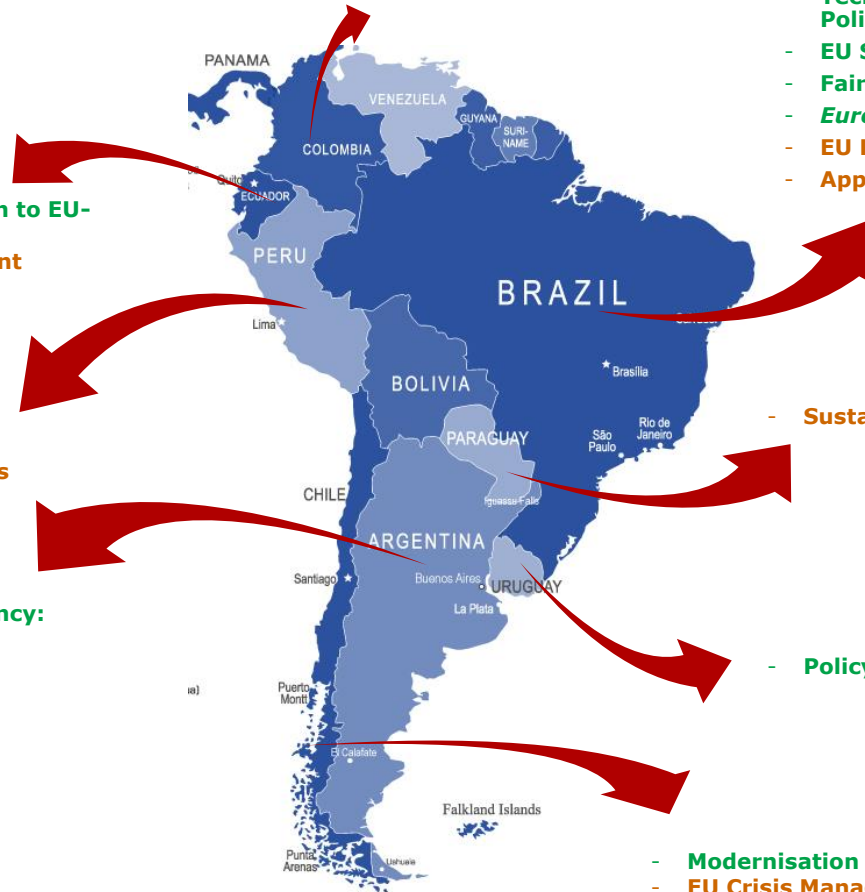 Poli
- EU S
- Fair
- Euro
- EU
- App
PANAMA
VENEZUELA
GUYANA
SURI-
NAME
COLOMBIA
Quito
ECUADOR
n to EU-
nt
PERU
BRAZIL
Lima
Brasília
BOLIVIA
- Susta
Rio de
Janeiro
São
Paulo
PARAGUAY
s
Iguassu Falls
CHILE
ARGENTINA
Santiago
Buenos Aires
URUGUAY
La Plata
ncy:
- Policy
na)
Puerto
Montt
El Calafate
Falkland Islands
Punta
Arenas
Ushuaia
- Modernisation
- EU Crisis Mana